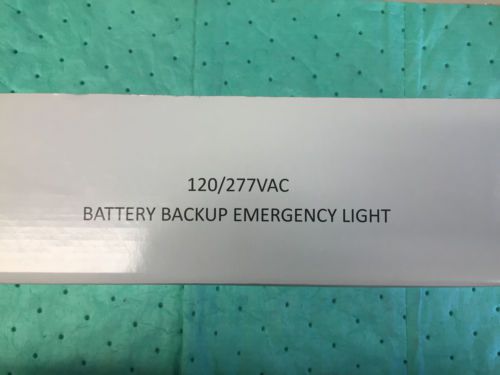 120/277VAC
BATTERY BACKUP EMERGENCY LIGHT